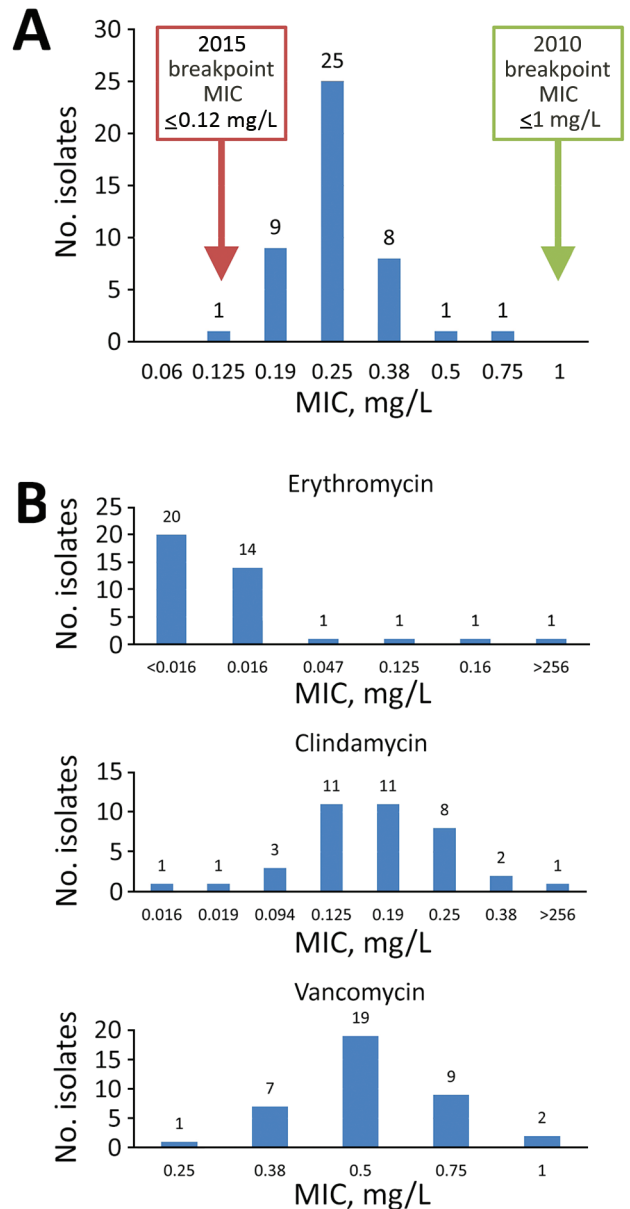 A
2015
breakpoint
MIC
≤0.12 mg/L
2010
breakpoint
MIC
≤1 mg/L
No. isolates
30
25
20
15
10
5
0
1
9
25
8
1
1
0.06 0.125 0.19 0.25 0.38 0.5 0.75 1
MIC, mg/L
B
Erythromycin
No. isolates
25
20
15
10
5
0
20
14
1
1
1
1
<0.016 0.016 0.047 0.125 0.16 >256
MIC, mg/L
Clindamycin
No. isolates
15
10
5
0
1
1
3
11
11
8
2
1
0.016 0.019 0.094 0.125 0.19 0.25 0.38 >256
MIC, mg/L
Vancomycin
No. isolates
20
15
10
5
0
1
7
19
9
2
0.25 0.38 0.5 0.75 1
MIC, mg/L